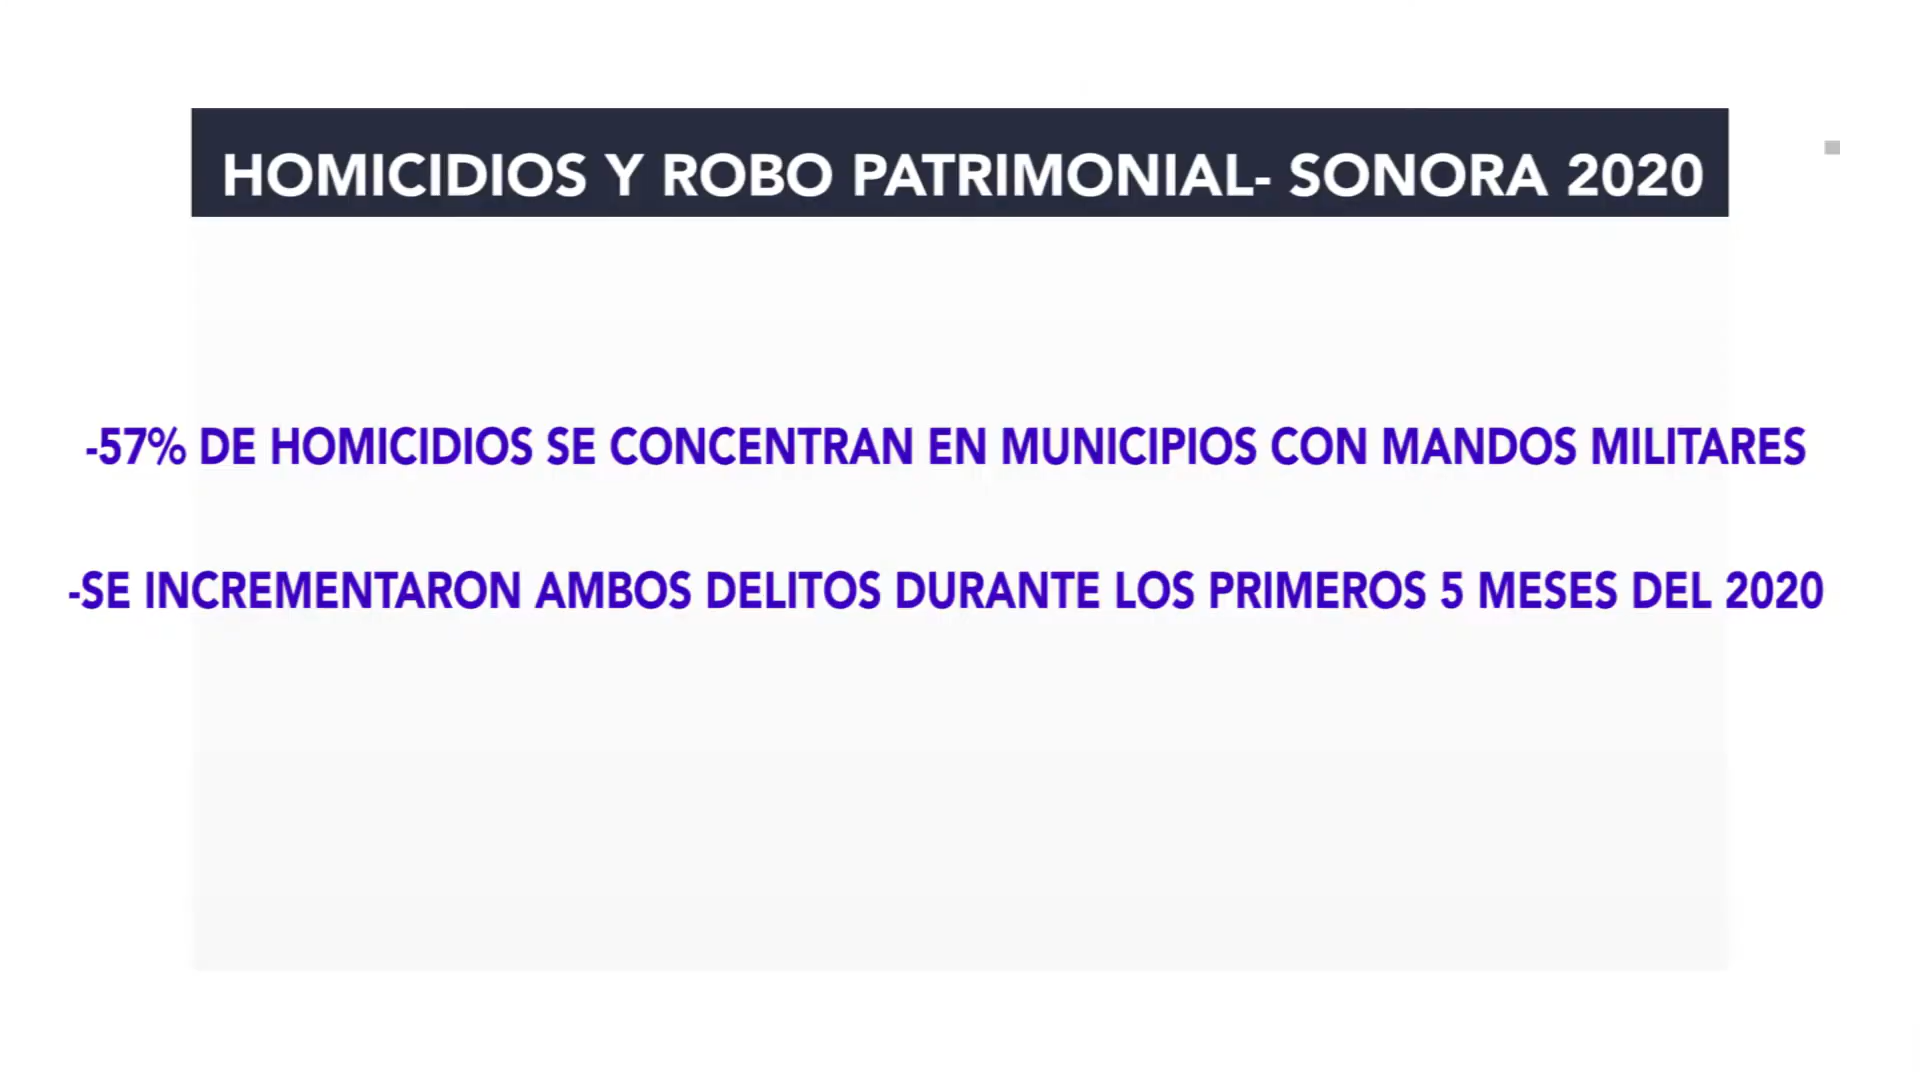 HOMICIDIOS Y ROBO PATRIMONIAL- SONORA 2020
-57% DE HOMICIDIOS SE CONCENTRAN EN MUNICIPIOS CON MANDOS MILITARES
-SE INCREMENTARON AMBOS DELITOS DURANTE LOS PRIMEROS 5 MESES DEL 2020